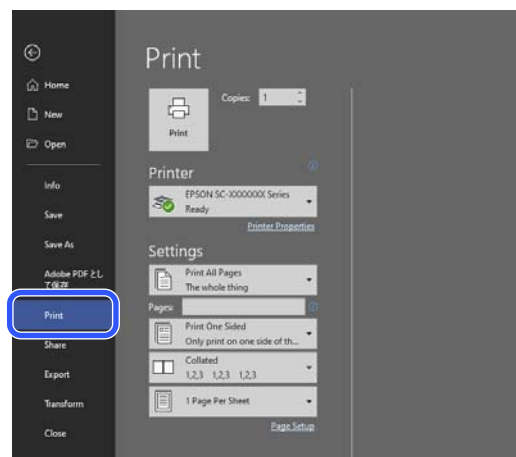 Home
New
Open
Info
Save
Save As
Adobe PDF とし
て保存
Print
Share
Export
Transform
Close
Print
Copies: 1
Print
Printer
EPSON SC-XXXXXXX Series
Ready
Printer Properties
Settings
Print All Pages
The whole thing
Pages:
Print One Sided
Only print on one side of th...
Collated
1,2,3 1,2,3 1,2,3
1 Page Per Sheet
Page Setup